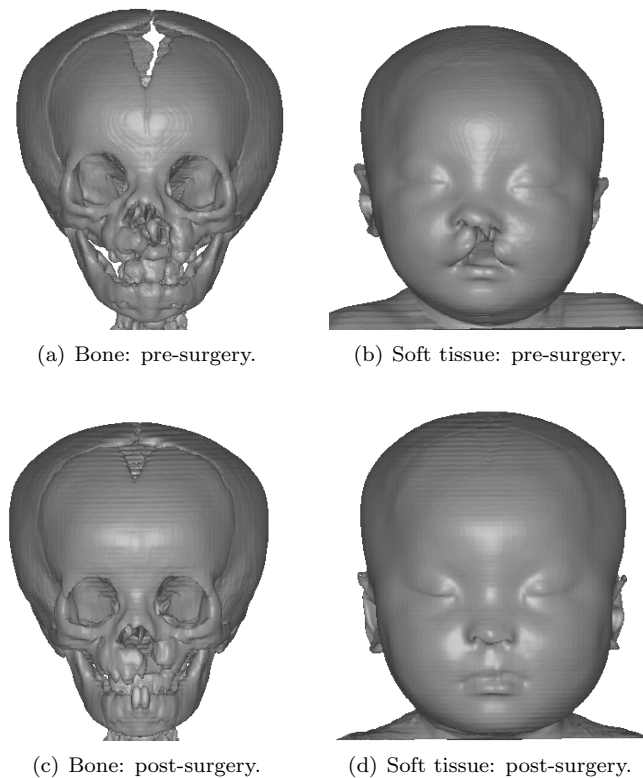 (a) Bone: pre-surgery.
(b) Soft tissue: pre-surgery.
(c) Bone: post-surgery.
(d) Soft tissue: post-surgery.